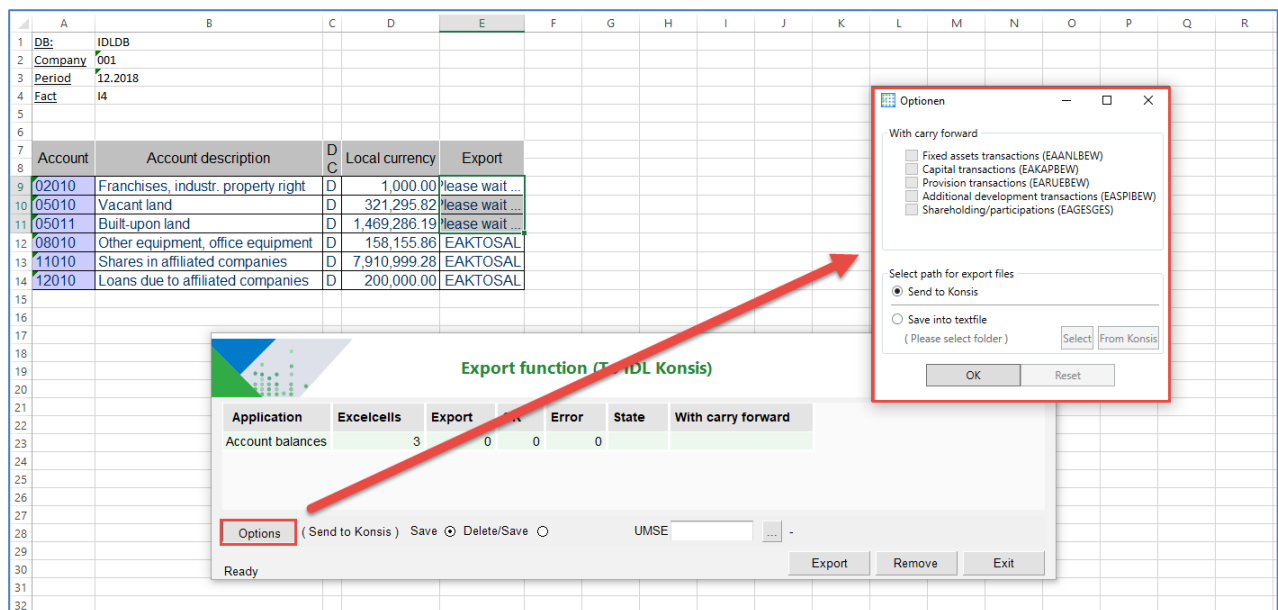 A B C D E F G H I J K L M N O P Q R
1 DB: IDLDB
2 Company 001
3 Period 12.2018
4 Fact I4
5
6
7
8
Account Account description D C Local currency Export
9 02010 Franchises, industr. property right D 1,000.00 Please wait ...
10 05010 Vacant land D 321,295.82 Please wait ...
11 05011 Built-upon land D 1,469,286.19 Please wait ...
12 08010 Other equipment, office equipment D 158,155.86 EAKTOSAL
13 11010 Shares in affiliated companies D 7,910,999.28 EAKTOSAL
14 12010 Loans due to affiliated companies D 200,000.00 EAKTOSAL
15
16
17
18
19
20
21
22
23
24
25
26
27
28
29
30
31
32
Optionen
With carry forward
Fixed assets transactions (EAANLBEW)
Capital transactions (EAKAPBEW)
Provision transactions (EARUEBEW)
Additional development transactions (EASPIBEW)
Shareholding/participations (EAGESGES)
Select path for export files
Send to Konsis
Save into textfile
( Please select folder ) Select From Konsis
OK Reset
Export function (To IDL Konsis)
Application Excelcells Export OK Error State With carry forward
Account balances 3 0 0 0
Options ( Send to Konsis ) Save Delete/Save UMSE ... -
Export Remove Exit
Ready